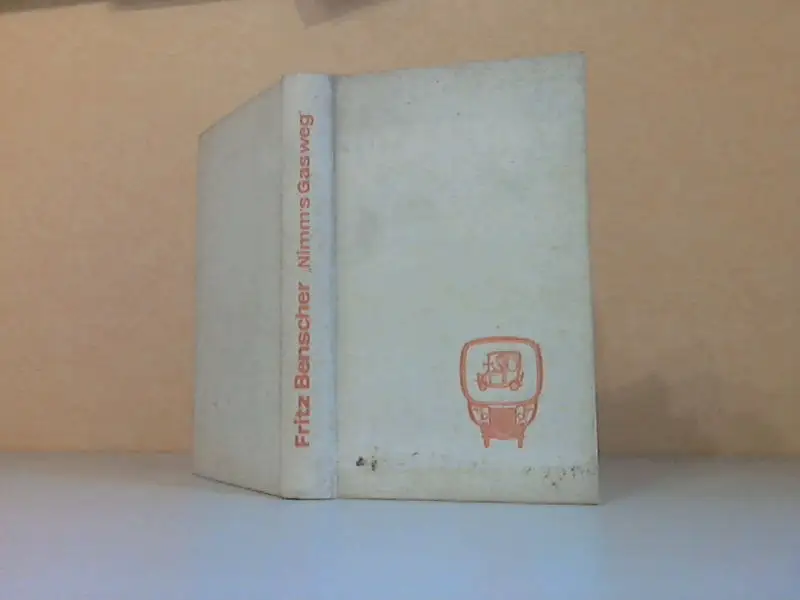 Fritz Benscher „Nimm's Gas weg"